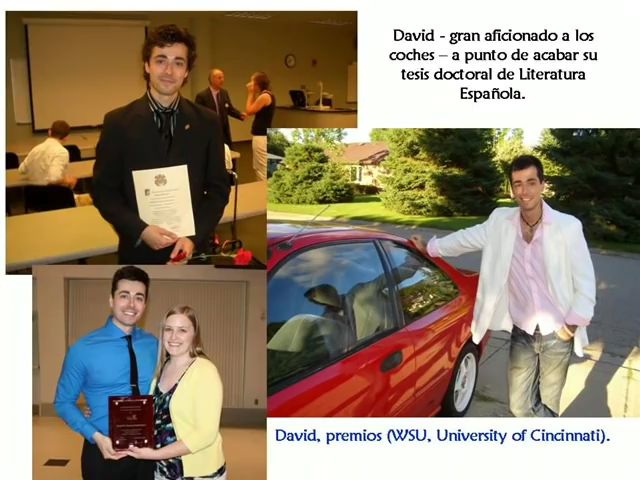 David - gran aficionado a los
coches – a punto de acabar su
tesis doctoral de Literatura
Española.
David, premios (WSU, University of Cincinnati).